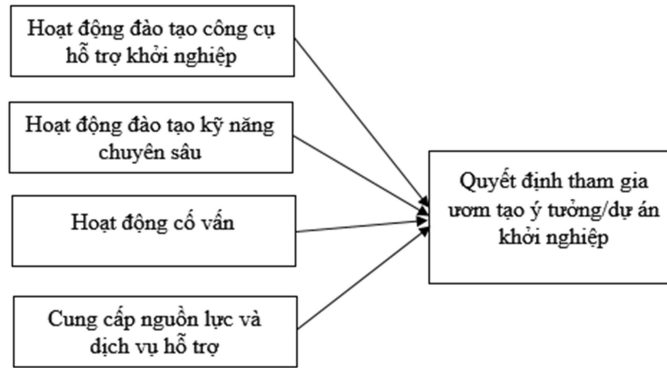 Hoạt động đào tạo công cụ
hỗ trợ khởi nghiệp
Hoạt động đào tạo kỹ năng
chuyên sâu
Hoạt động cố vấn
Cung cấp nguồn lực và
dịch vụ hỗ trợ
Quyết định tham gia
ươm tạo ý tưởng/dự án
khởi nghiệp